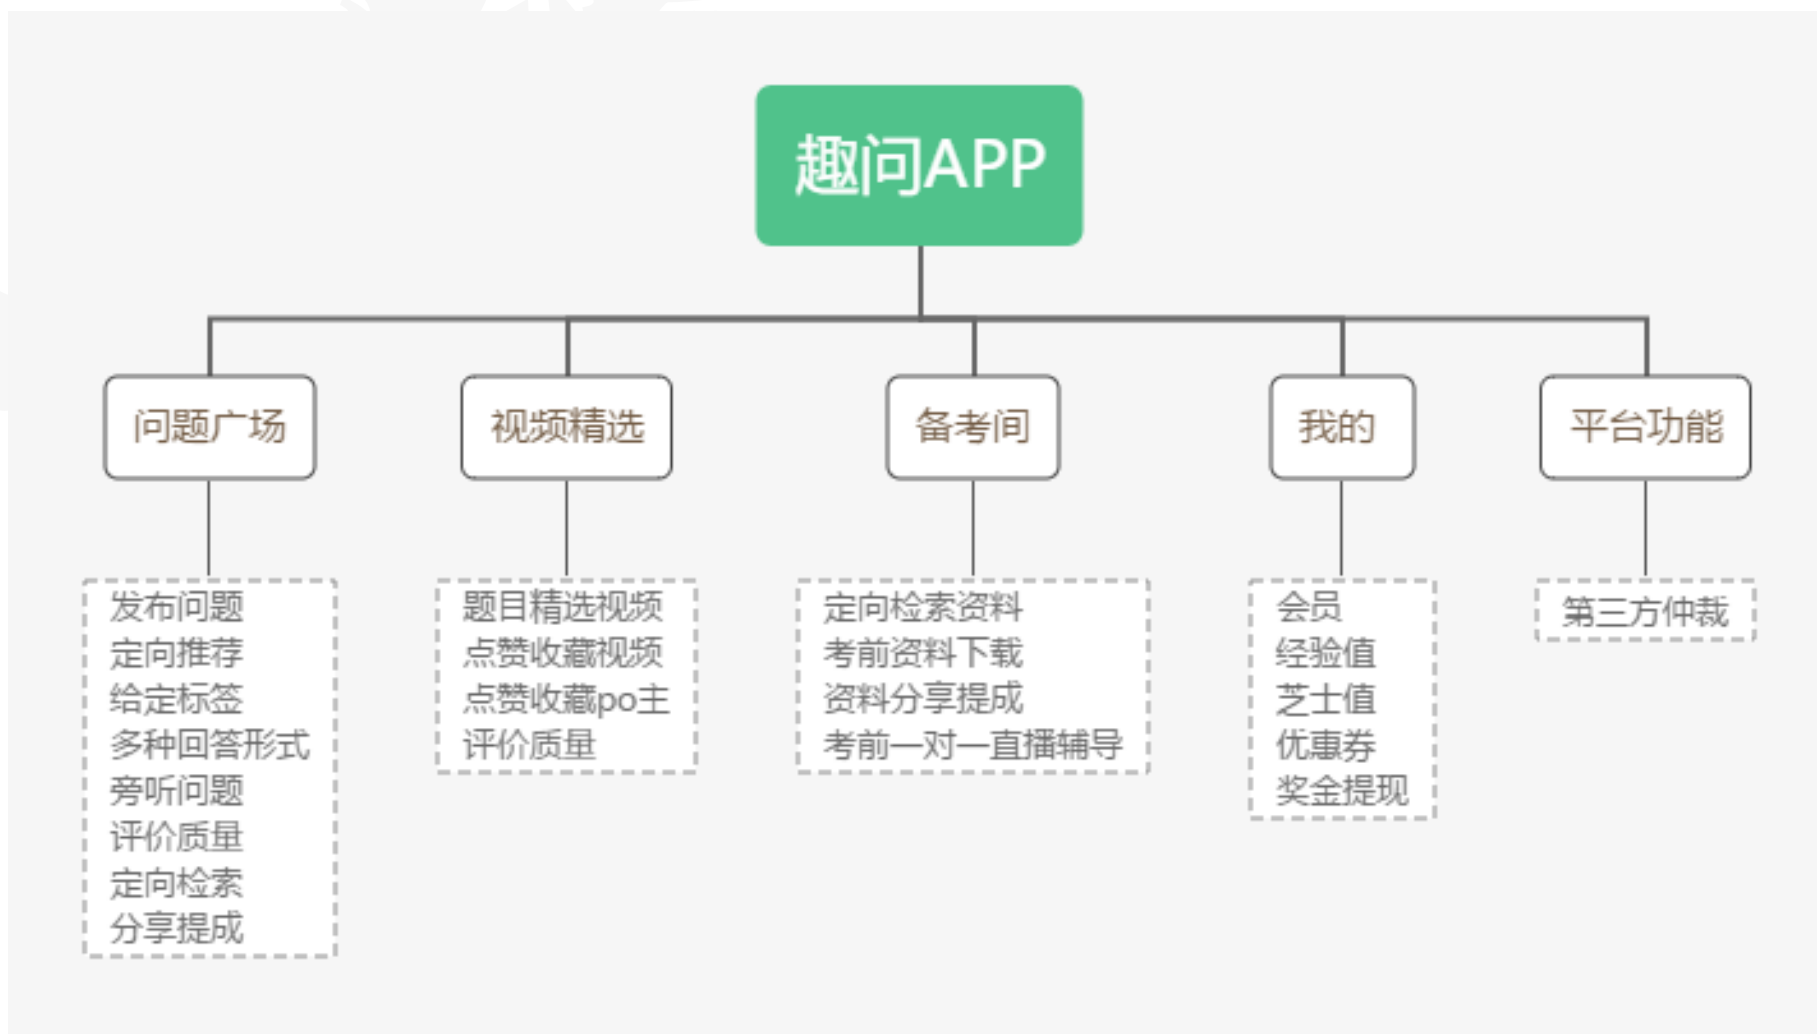 趣问APP
问题广场
视频精选
备考间
我的
平台功能
发布问题
定向推荐
给定标签
多种回答形式
旁听问题
评价质量
定向检索
分享提成
题目精选视频
点赞收藏视频
点赞收藏po主
评价质量
定向检索资料
考前资料下载
资料分享提成
考前一对一直播辅导
会员
经验值
芝士值
优惠券
奖金提现
第三方仲裁